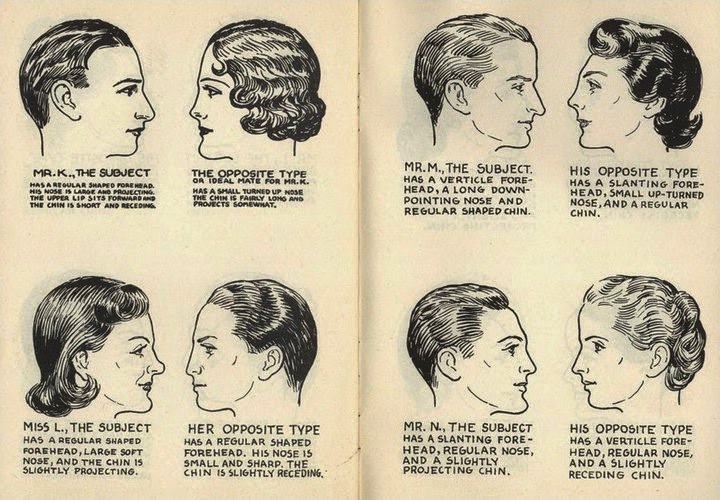 MR. K., THE SUBJECT
HAS A REGULAR SHAPED FOREHEAD.
HIS NOSE IS LARGE AND PROJECTING.
THE UPPER LIP SITS FORWARD AND
THE CHIN IS SHORT AND RECEDING.
THE OPPOSITE TYPE
OR IDEAL MATE FOR MR. K.
HAS A SMALL TURNED UP NOSE
THE CHIN IS FAIRLY LONG AND
PROJECTS SOMEWHAT.
MISS L., THE SUBJECT
HAS A REGULAR SHAPED
FOREHEAD, LARGE SOFT
NOSE, AND THE CHIN IS
SLIGHTLY PROJECTING.
HER OPPOSITE TYPE
HAS A REGULAR SHAPED
FOREHEAD. HIS NOSE IS
SMALL AND SHARP. THE
CHIN IS SLIGHTLY RECEDING.
MR. M., THE SUBJECT.
HAS A VERTICLE FORE-
HEAD, A LONG DOWN-
POINTING NOSE AND
REGULAR SHAPED CHIN.
HIS OPPOSITE TYPE
HAS A SLANTING FORE-
HEAD, SMALL UP-TURNED
NOSE, AND A REGULAR
CHIN.
MR. N., THE SUBJECT
HAS A SLANTING FORE-
HEAD, REGULAR NOSE,
AND A SLIGHTLY
PROJECTING CHIN.
HIS OPPOSITE TYPE
HAS A VERTICLE FORE-
HEAD, REGULAR NOSE,
AND A SLIGHTLY
RECEDING CHIN.